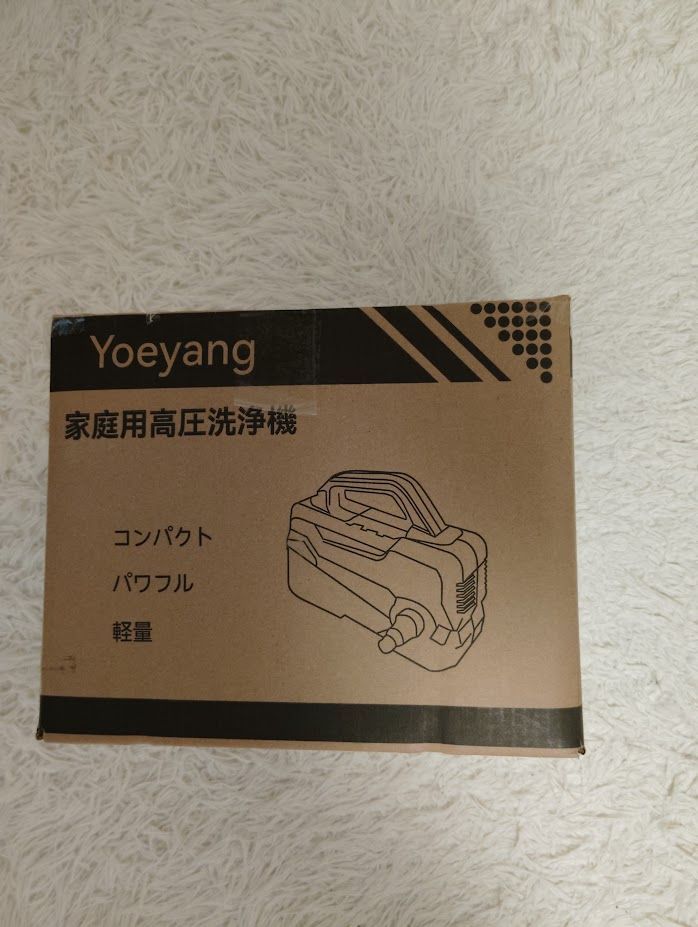 Yoeyang
家庭用高圧洗浄機
コンパクト
パワフル
軽量